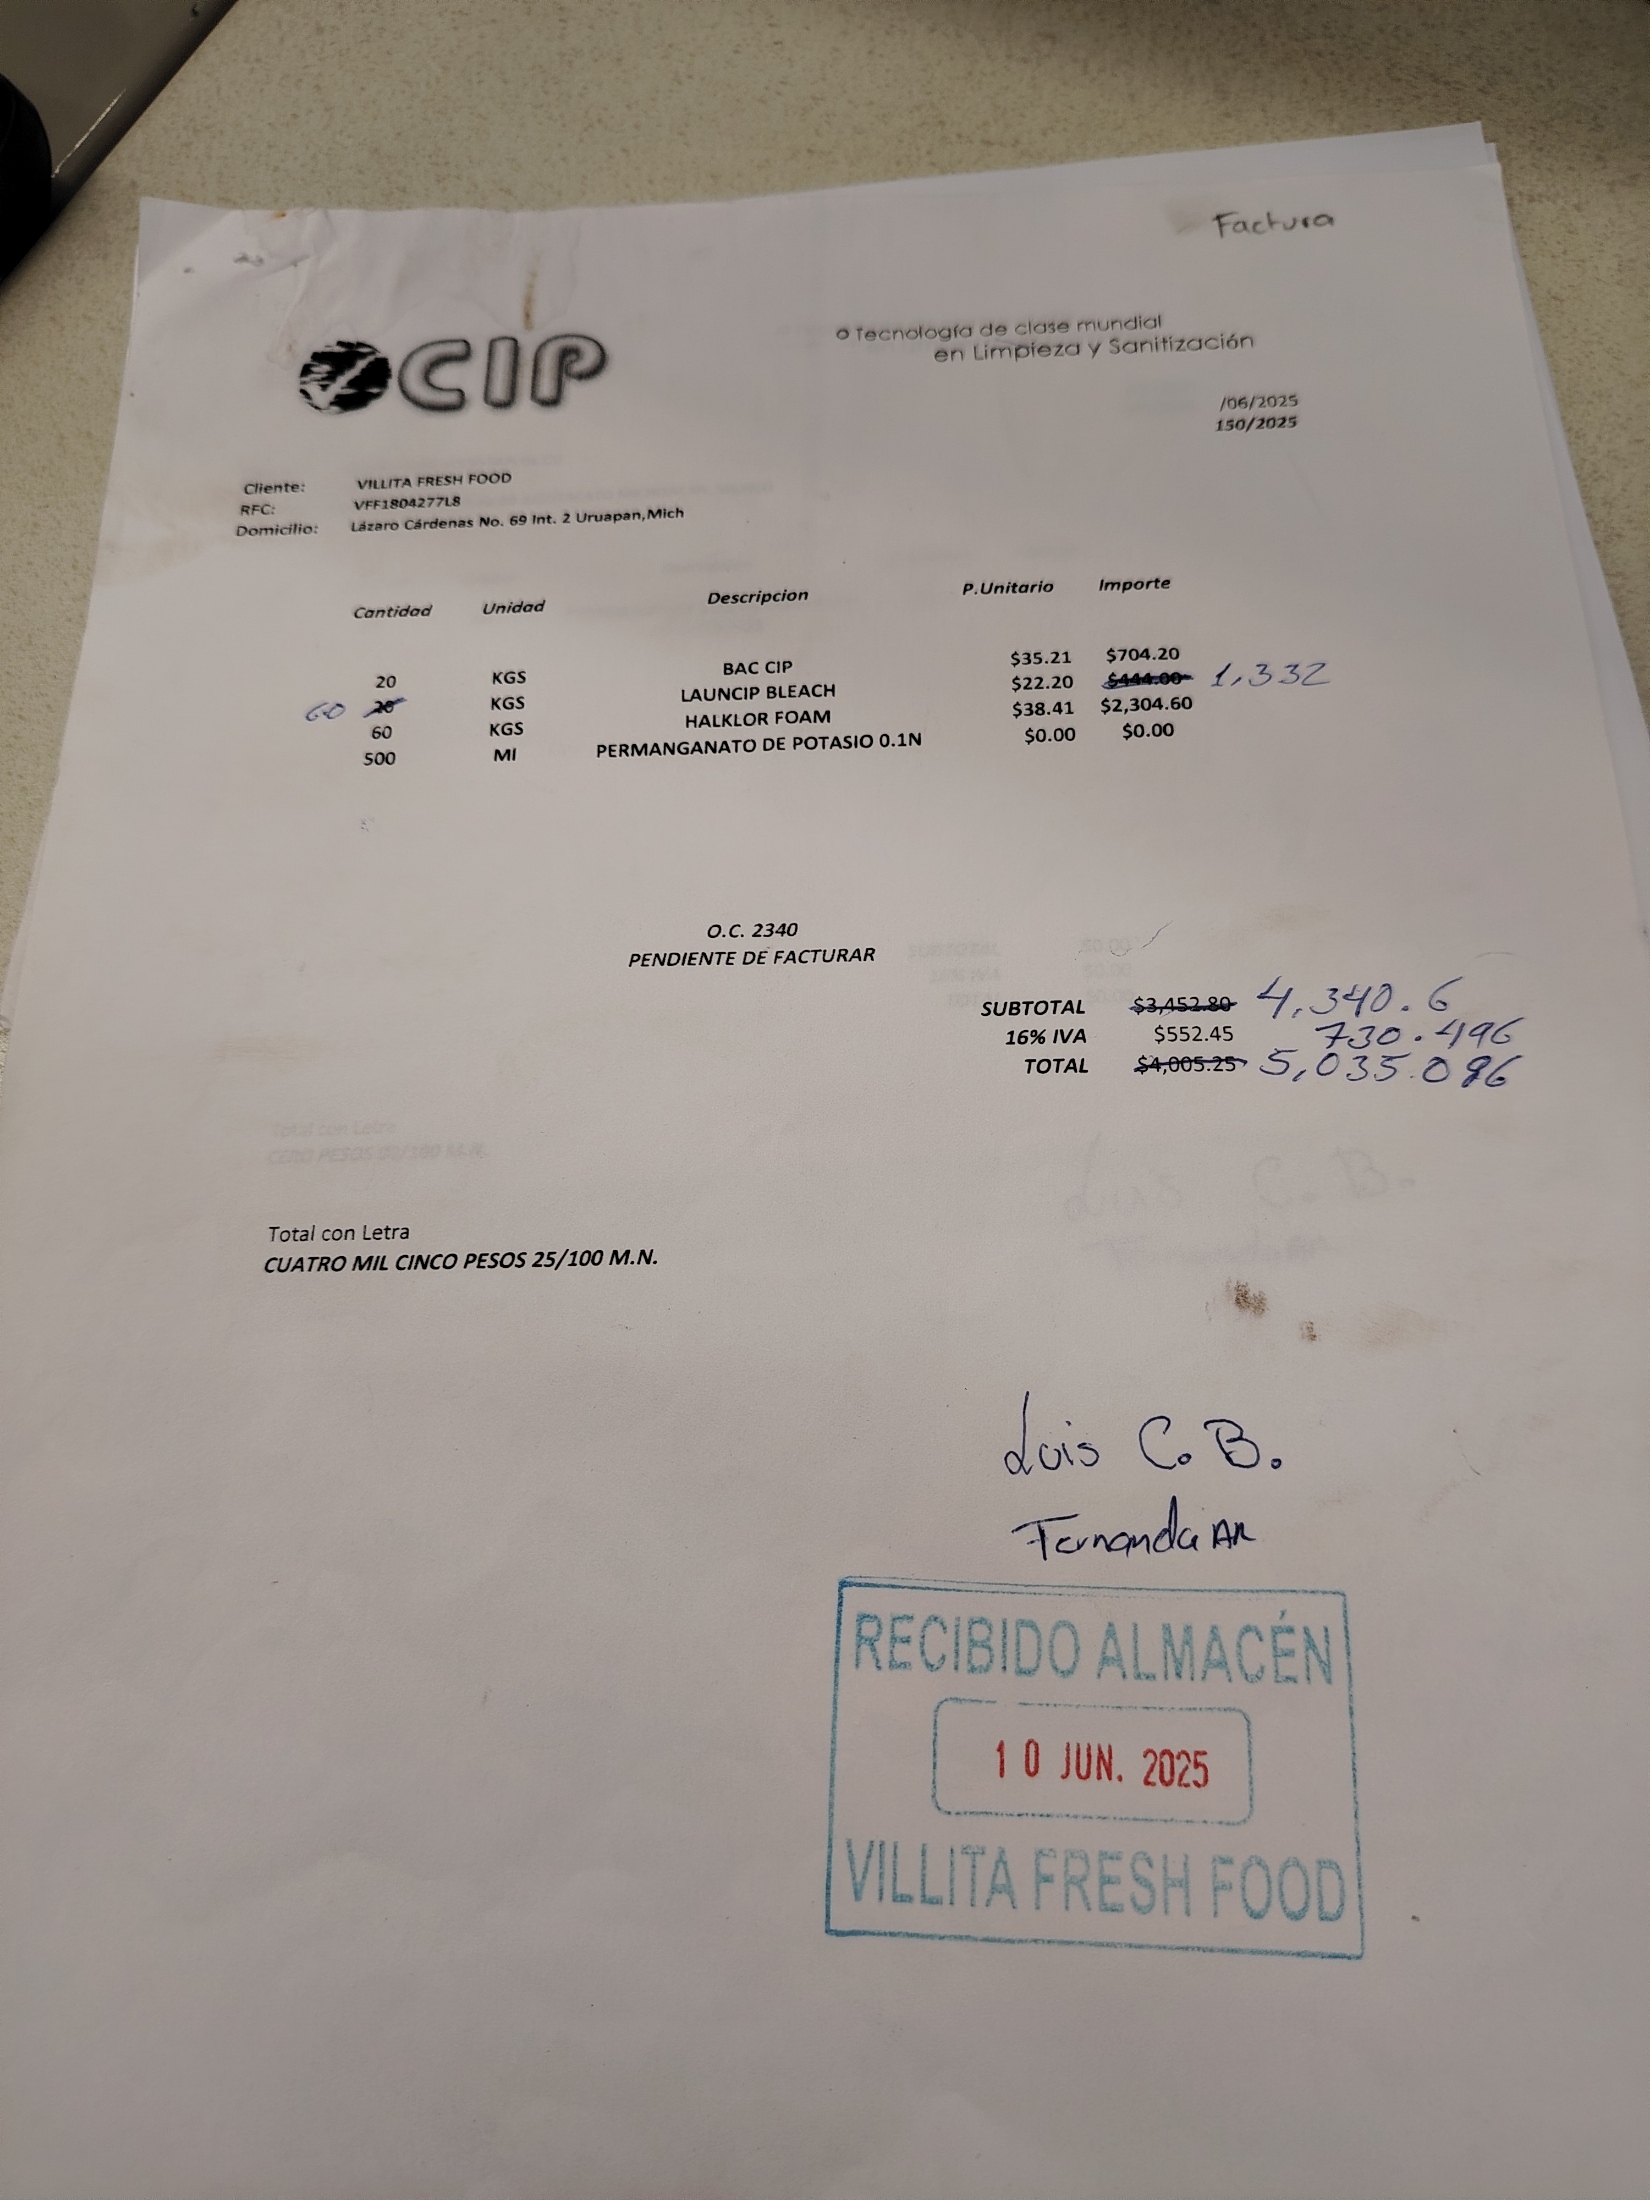 Factura
CIP
Tecnología de clase mundial
en Limpieza y Sanitización
/06/2025
150/2025
Cliente: VILLITA FRESH FOOD
RFC: VFF1804277L8
Domicilio: Lázaro Cárdenas No. 69 Int. 2 Uruapan,Mich
Cantidad Unidad Descripcion P.Unitario Importe
20 KGS BAC CIP $35.21 $704.20
60 20 KGS LAUNCIP BLEACH $22.20 $444.00 1,332
60 KGS HALKLOR FOAM $38.41 $2,304.60
500 Ml PERMANGANATO DE POTASIO 0.1N $0.00 $0.00
O.C. 2340
PENDIENTE DE FACTURAR
SUBTOTAL $3,452.80 4,340.6
16% IVA $552.45 730.496
TOTAL $4,005.25 5,035.096
Total con Letra
CUATRO MIL CINCO PESOS 25/100 M.N.
Luis C. B.
Fernanda AR
RECIBIDO ALMACÉN
10 JUN. 2025
VILLITA FRESH FOOD